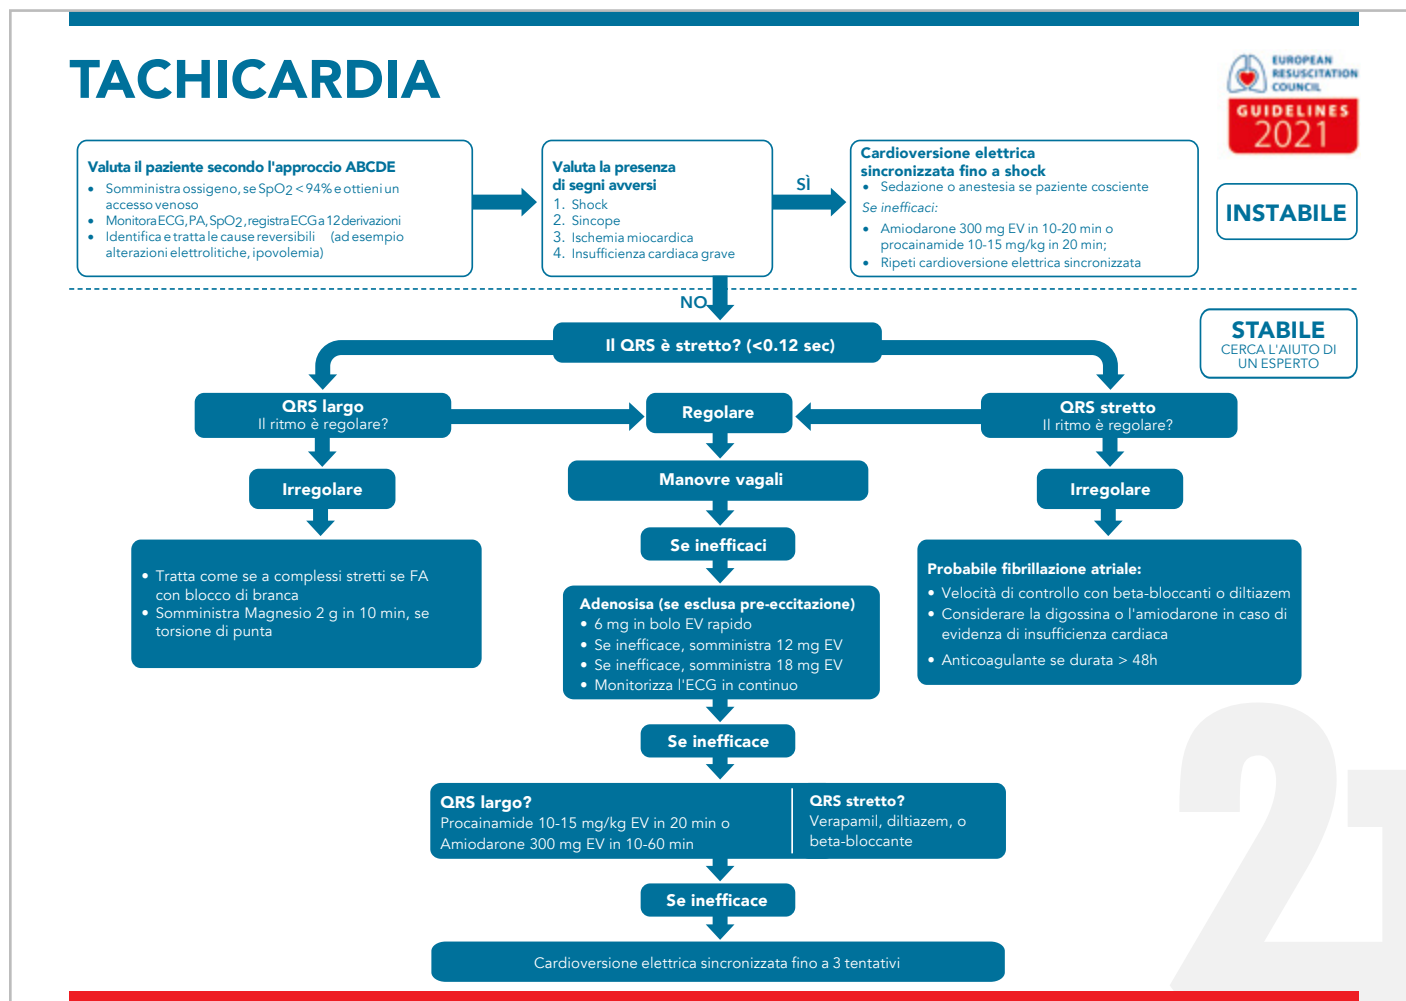 TACHICARDIA
EUROPEAN
RESUSCITATION
COUNCIL
GUIDELINES
2021
Valuta il paziente secondo l'approccio ABCDE
• Somministra ossigeno, se SpO2 < 94% e ottieni un
accesso venoso
• Monitora ECG, PA, SpO2, registra ECG a 12 derivazioni
• Identifica e tratta le cause reversibili (ad esempio
alterazioni elettrolitiche, ipovolemia)
Valuta la presenza
di segni avversi
1. Shock
2. Sincope
3. Ischemia miocardica
4. Insufficienza cardiaca grave
SÌ
Cardioversione elettrica
sincronizzata fino a shock
• Sedazione o anestesia se paziente cosciente
Se inefficaci:
• Amiodarone 300 mg EV in 10-20 min o
procainamide 10-15 mg/kg in 20 min;
• Ripeti cardioversione elettrica sincronizzata
INSTABILE
NO
STABILE
CERCA L'AIUTO DI
UN ESPERTO
Il QRS è stretto? (<0.12 sec)
QRS largo
Il ritmo è regolare?
Regolare
QRS stretto
Il ritmo è regolare?
Irregolare
Manovre vagali
Irregolare
Se inefficaci
• Tratta come se a complessi stretti se FA
con blocco di branca
• Somministra Magnesio 2 g in 10 min, se
torsione di punta
Adenosisa (se esclusa pre-eccitazione)
• 6 mg in bolo EV rapido
• Se inefficace, somministra 12 mg EV
• Se inefficace, somministra 18 mg EV
• Monitorizza l'ECG in continuo
Probabile fibrillazione atriale:
• Velocità di controllo con beta-bloccanti o diltiazem
• Considerare la digossina o l'amiodarone in caso di
evidenza di insufficienza cardiaca
• Anticoagulante se durata > 48h
Se inefficace
QRS largo?
Procainamide 10-15 mg/kg EV in 20 min o
Amiodarone 300 mg EV in 10-60 min
QRS stretto?
Verapamil, diltiazem, o
beta-bloccante
Se inefficace
Cardioversione elettrica sincronizzata fino a 3 tentativi
21